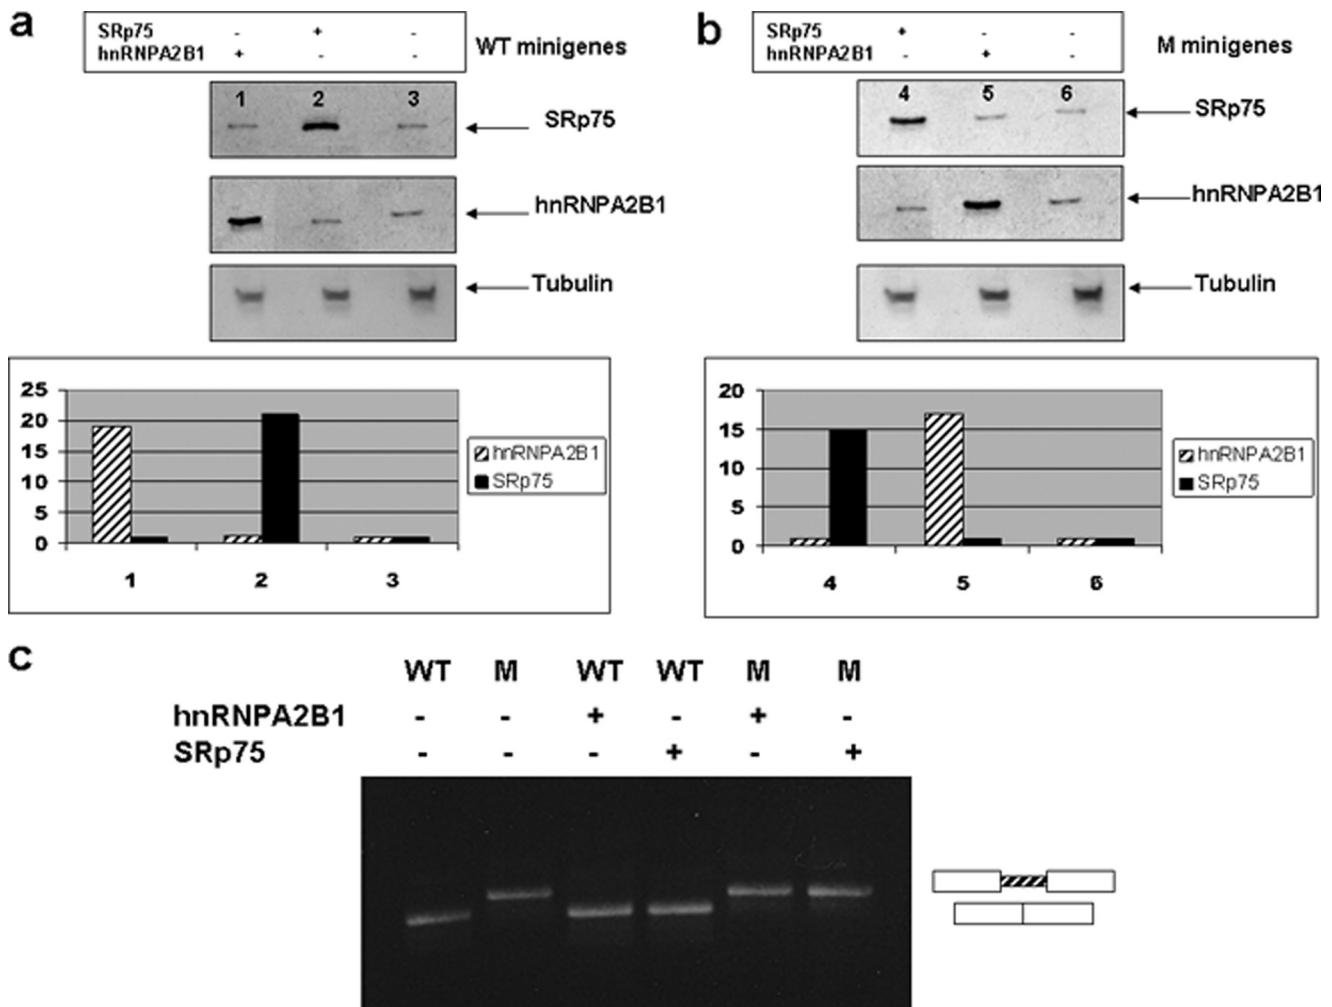 a
SRp75 - + -
hnRNPA2B1 + - -
WT minigenes
1 2 3
SRp75
hnRNPA2B1
Tubulin
25
20
15
10
5
0
1 2 3
hnRNPA2B1
SRp75
b
SRp75 + - -
hnRNPA2B1 - + -
M minigenes
4 5 6
SRp75
hnRNPA2B1
Tubulin
20
15
10
5
0
4 5 6
hnRNPA2B1
SRp75
c
WT M WT WT M M
hnRNPA2B1 - - + - + -
SRp75 - - - + - +